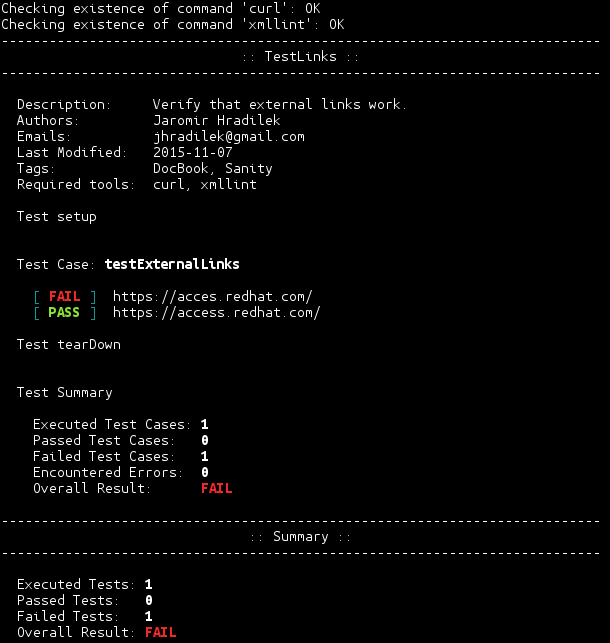 Checking existence of command 'curl': OK
Checking existence of command 'xmllint': OK
---------------------------------------------------------------------------
:: TestLinks ::
---------------------------------------------------------------------------
Description: Verify that external links work.
Authors: Jaromir Hradilek
Emails: jhradilek@gmail.com
Last Modified: 2015-11-07
Tags: DocBook, Sanity
Required tools: curl, xmllint
Test setup
Test Case: testExternalLinks
[ FAIL ] https://acces.redhat.com/
[ PASS ] https://access.redhat.com/
Test tearDown
Test Summary
Executed Test Cases: 1
Passed Test Cases: 0
Failed Test Cases: 1
Encountered Errors: 0
Overall Result: FAIL
---------------------------------------------------------------------------
:: Summary ::
---------------------------------------------------------------------------
Executed Tests: 1
Passed Tests: 0
Failed Tests: 1
Overall Result: FAIL